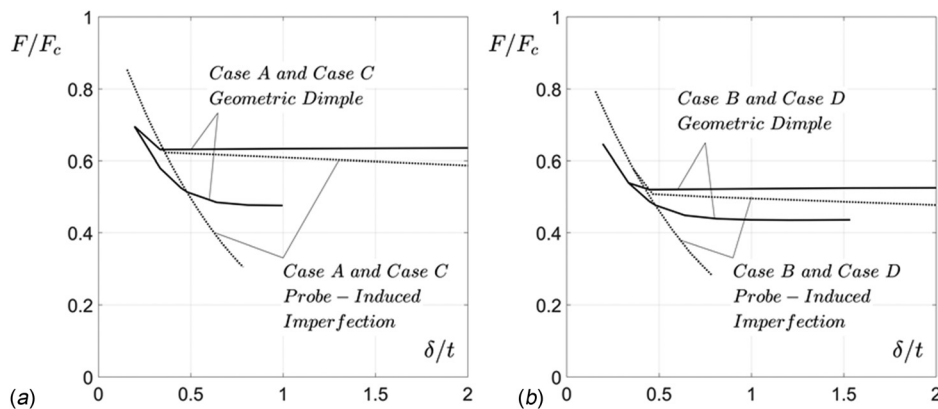 1
F/F_c
0.8
Case A and Case C
Geometric Dimple
0.6
0.4
Case A and Case C
Probe – Induced
Imperfection
0.2
δ/t
0
0 0.5 1 1.5 2
(a)
1
F/F_c
0.8
Case B and Case D
Geometric Dimple
0.6
0.4
Case B and Case D
Probe – Induced
Imperfection
0.2
δ/t
0
0 0.5 1 1.5 2
(b)